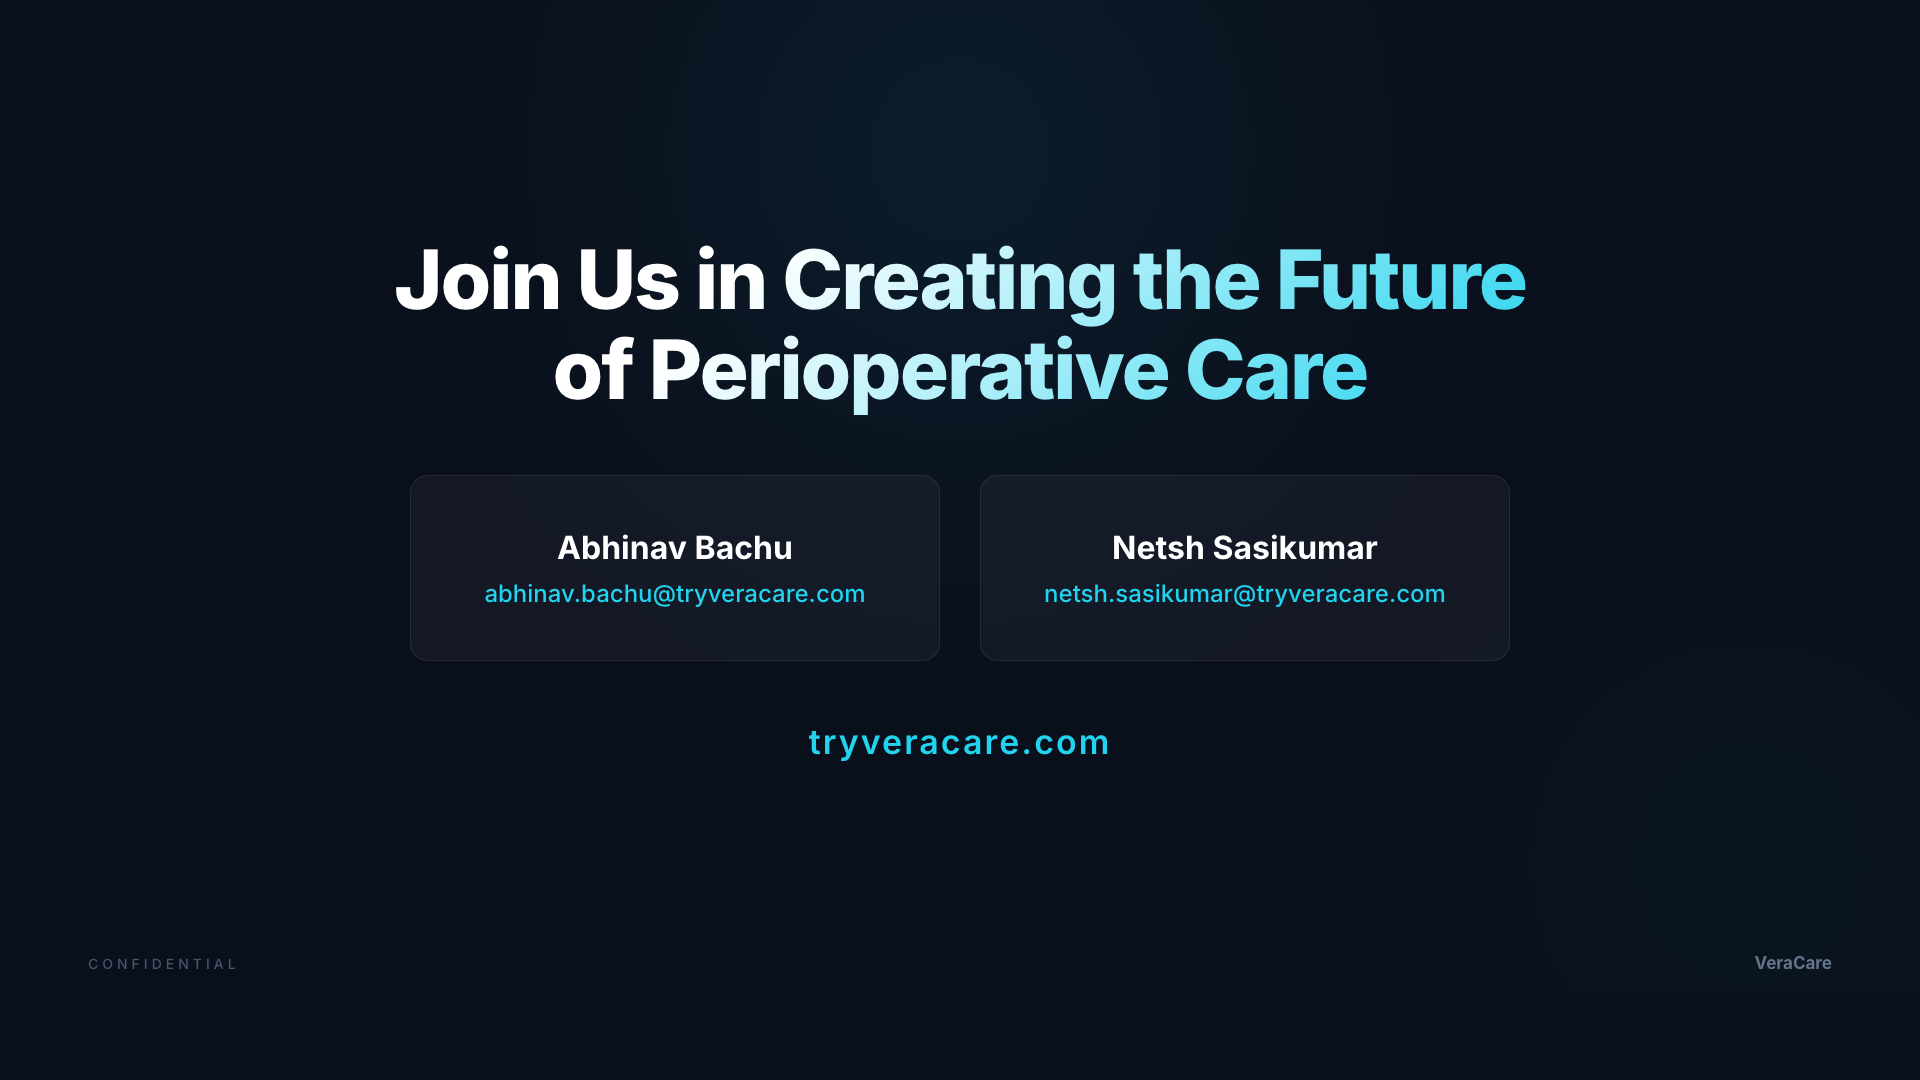 Join Us in Creating the Future
of Perioperative Care
Abhinav Bachu
abhinav.bachu@tryveracare.com
Netsh Sasikumar
netsh.sasikumar@tryveracare.com
tryveracare.com
CONFIDENTIAL
VeraCare